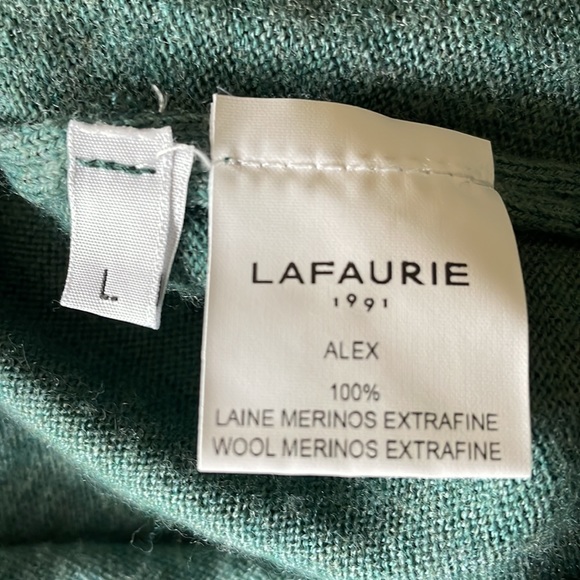 L
LAFAURIE
1991
ALEX
100%
LAINE MERINOS EXTRAFINE
WOOL MERINOS EXTRAFINE